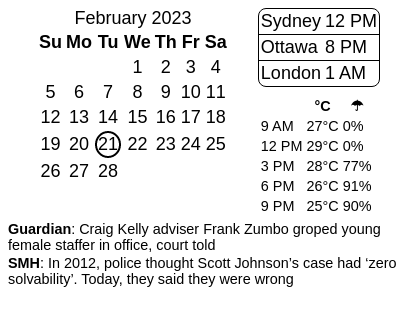 February 2023
Su Mo Tu We Th Fr Sa
1 2 3 4
5 6 7 8 9 10 11
12 13 14 15 16 17 18
19 20 21 22 23 24 25
26 27 28
Sydney 12 PM
Ottawa 8 PM
London 1 AM
°C ☂
9 AM 27°C 0%
12 PM 29°C 0%
3 PM 28°C 77%
6 PM 26°C 91%
9 PM 25°C 90%
Guardian: Craig Kelly adviser Frank Zumbo groped young
female staffer in office, court told
SMH: In 2012, police thought Scott Johnson’s case had ‘zero
solvability’. Today, they said they were wrong